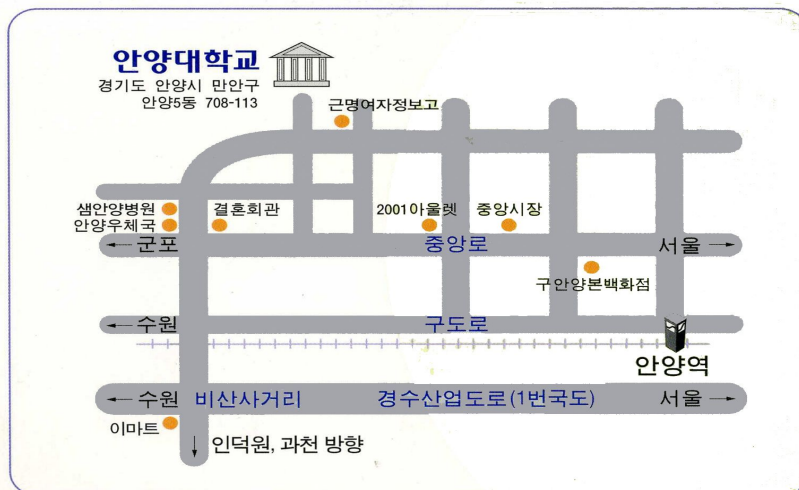 안양대학교
경기도 안양시 만안구
안양5동 708-113
근명여자정보고
샘안양병원
안양우체국
결혼회관
2001아울렛
중앙시장
← 군포
중앙로
서울 →
구안양본백화점
← 수원
구도로
안양역
← 수원
비산사거리
경수산업도로(1번국도)
서울 →
이마트
↓ 인덕원, 과천 방향